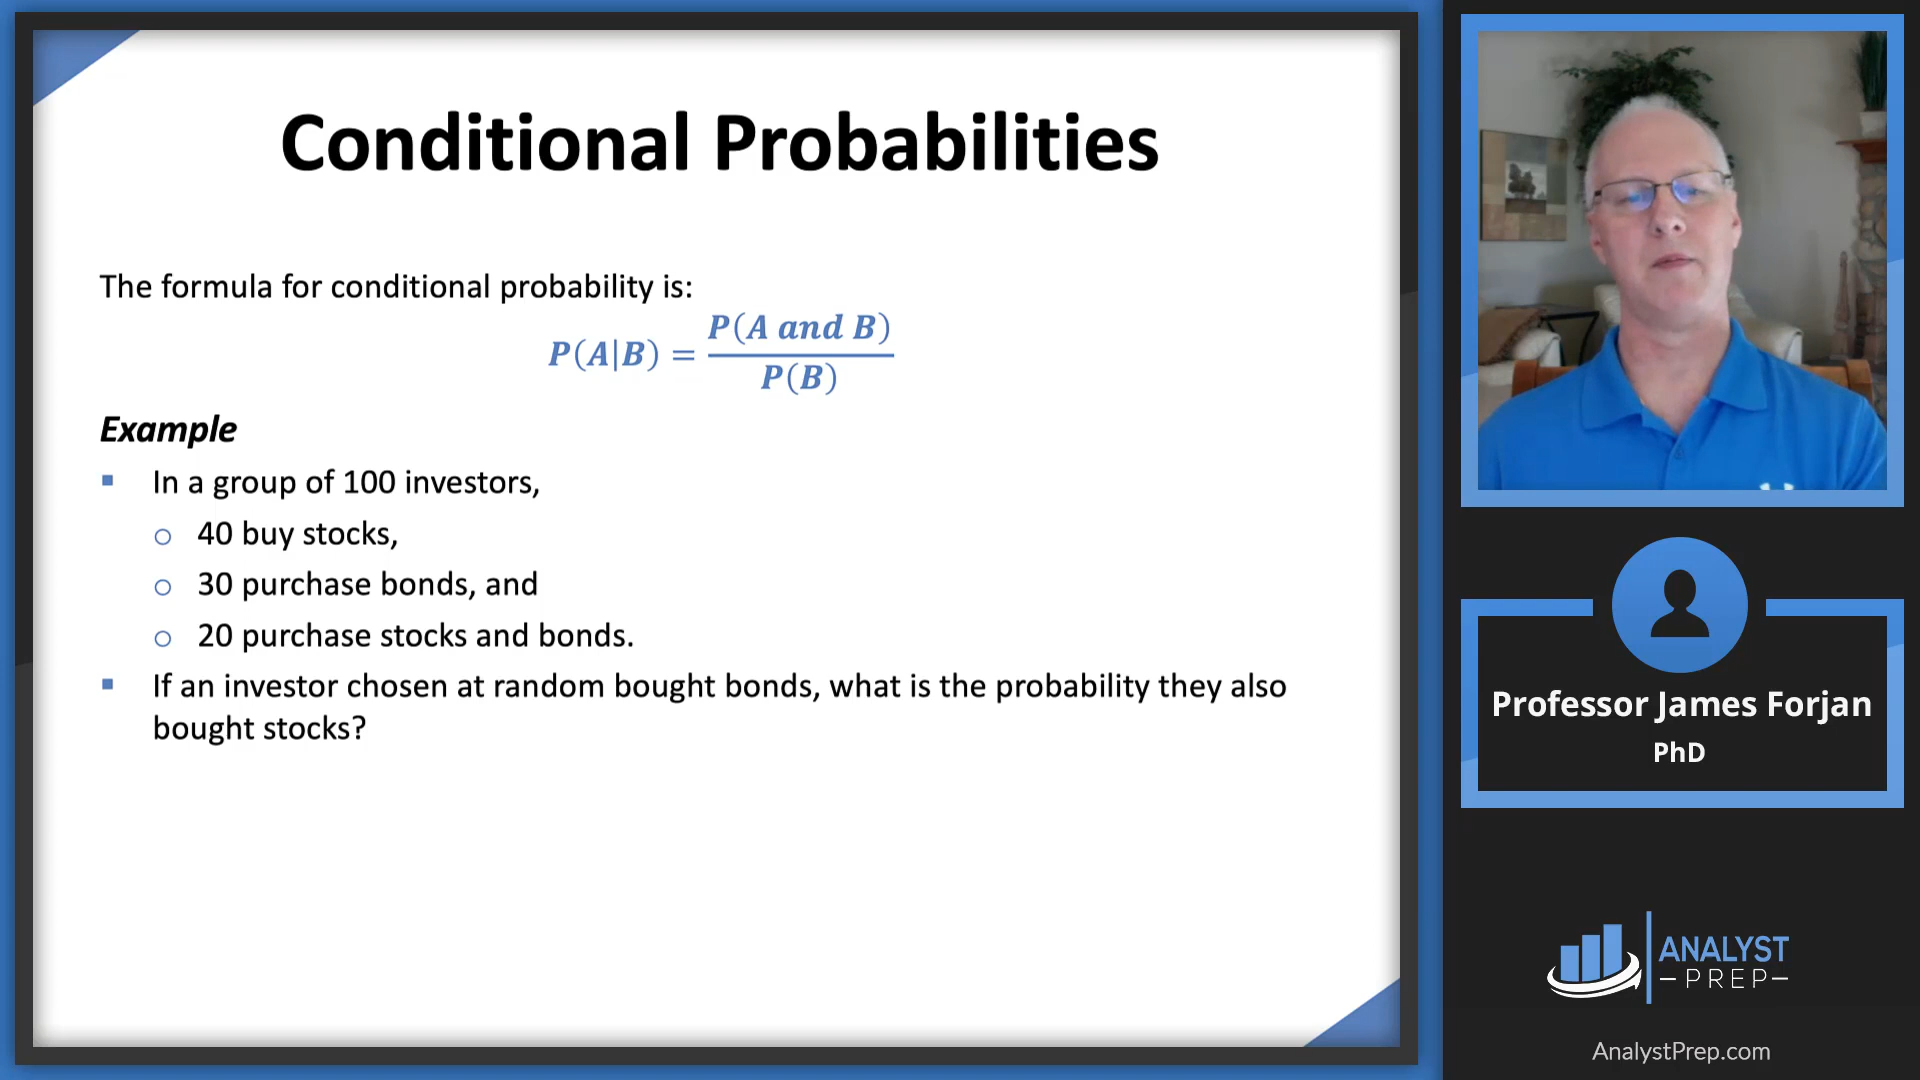 Conditional Probabilities
The formula for conditional probability is:
P(A|B) = P(A and B) / P(B)
Example
▪ In a group of 100 investors,
o 40 buy stocks,
o 30 purchase bonds, and
o 20 purchase stocks and bonds.
▪ If an investor chosen at random bought bonds, what is the probability they also
bought stocks?
Professor James Forjan
PhD
ANALYST
PREP
AnalystPrep.com